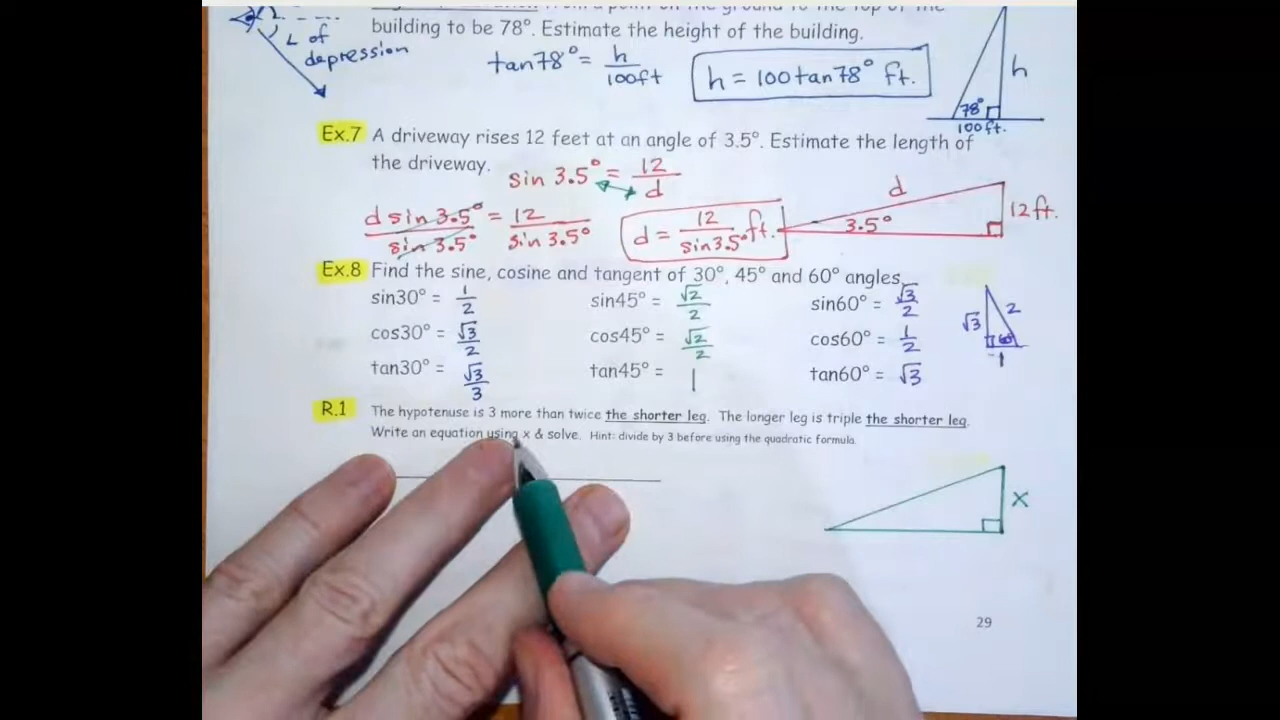 building to be 78°. Estimate the height of the building.
∠ of
depression
tan78° = h/100ft
h = 100tan78° ft.
h
78°
100ft.
Ex.7 A driveway rises 12 feet at an angle of 3.5°. Estimate the length of
the driveway.
sin 3.5° = 12/d
d sin 3.5°/sin 3.5° = 12/sin 3.5°
d = 12/sin3.5° ft.
d
3.5°
12ft.
Ex.8 Find the sine, cosine and tangent of 30°, 45° and 60° angles.
sin30° = 1/2 sin45° = √2/2 sin60° = √3/2
cos30° = √3/2 cos45° = √2/2 cos60° = 1/2
tan30° = √3/3 tan45° = 1 tan60° = √3
√3
2
60°
1
R.1 The hypotenuse is 3 more than twice the shorter leg. The longer leg is triple the shorter leg.
Write an equation using x & solve. Hint: divide by 3 before using the quadratic formula.
x
29